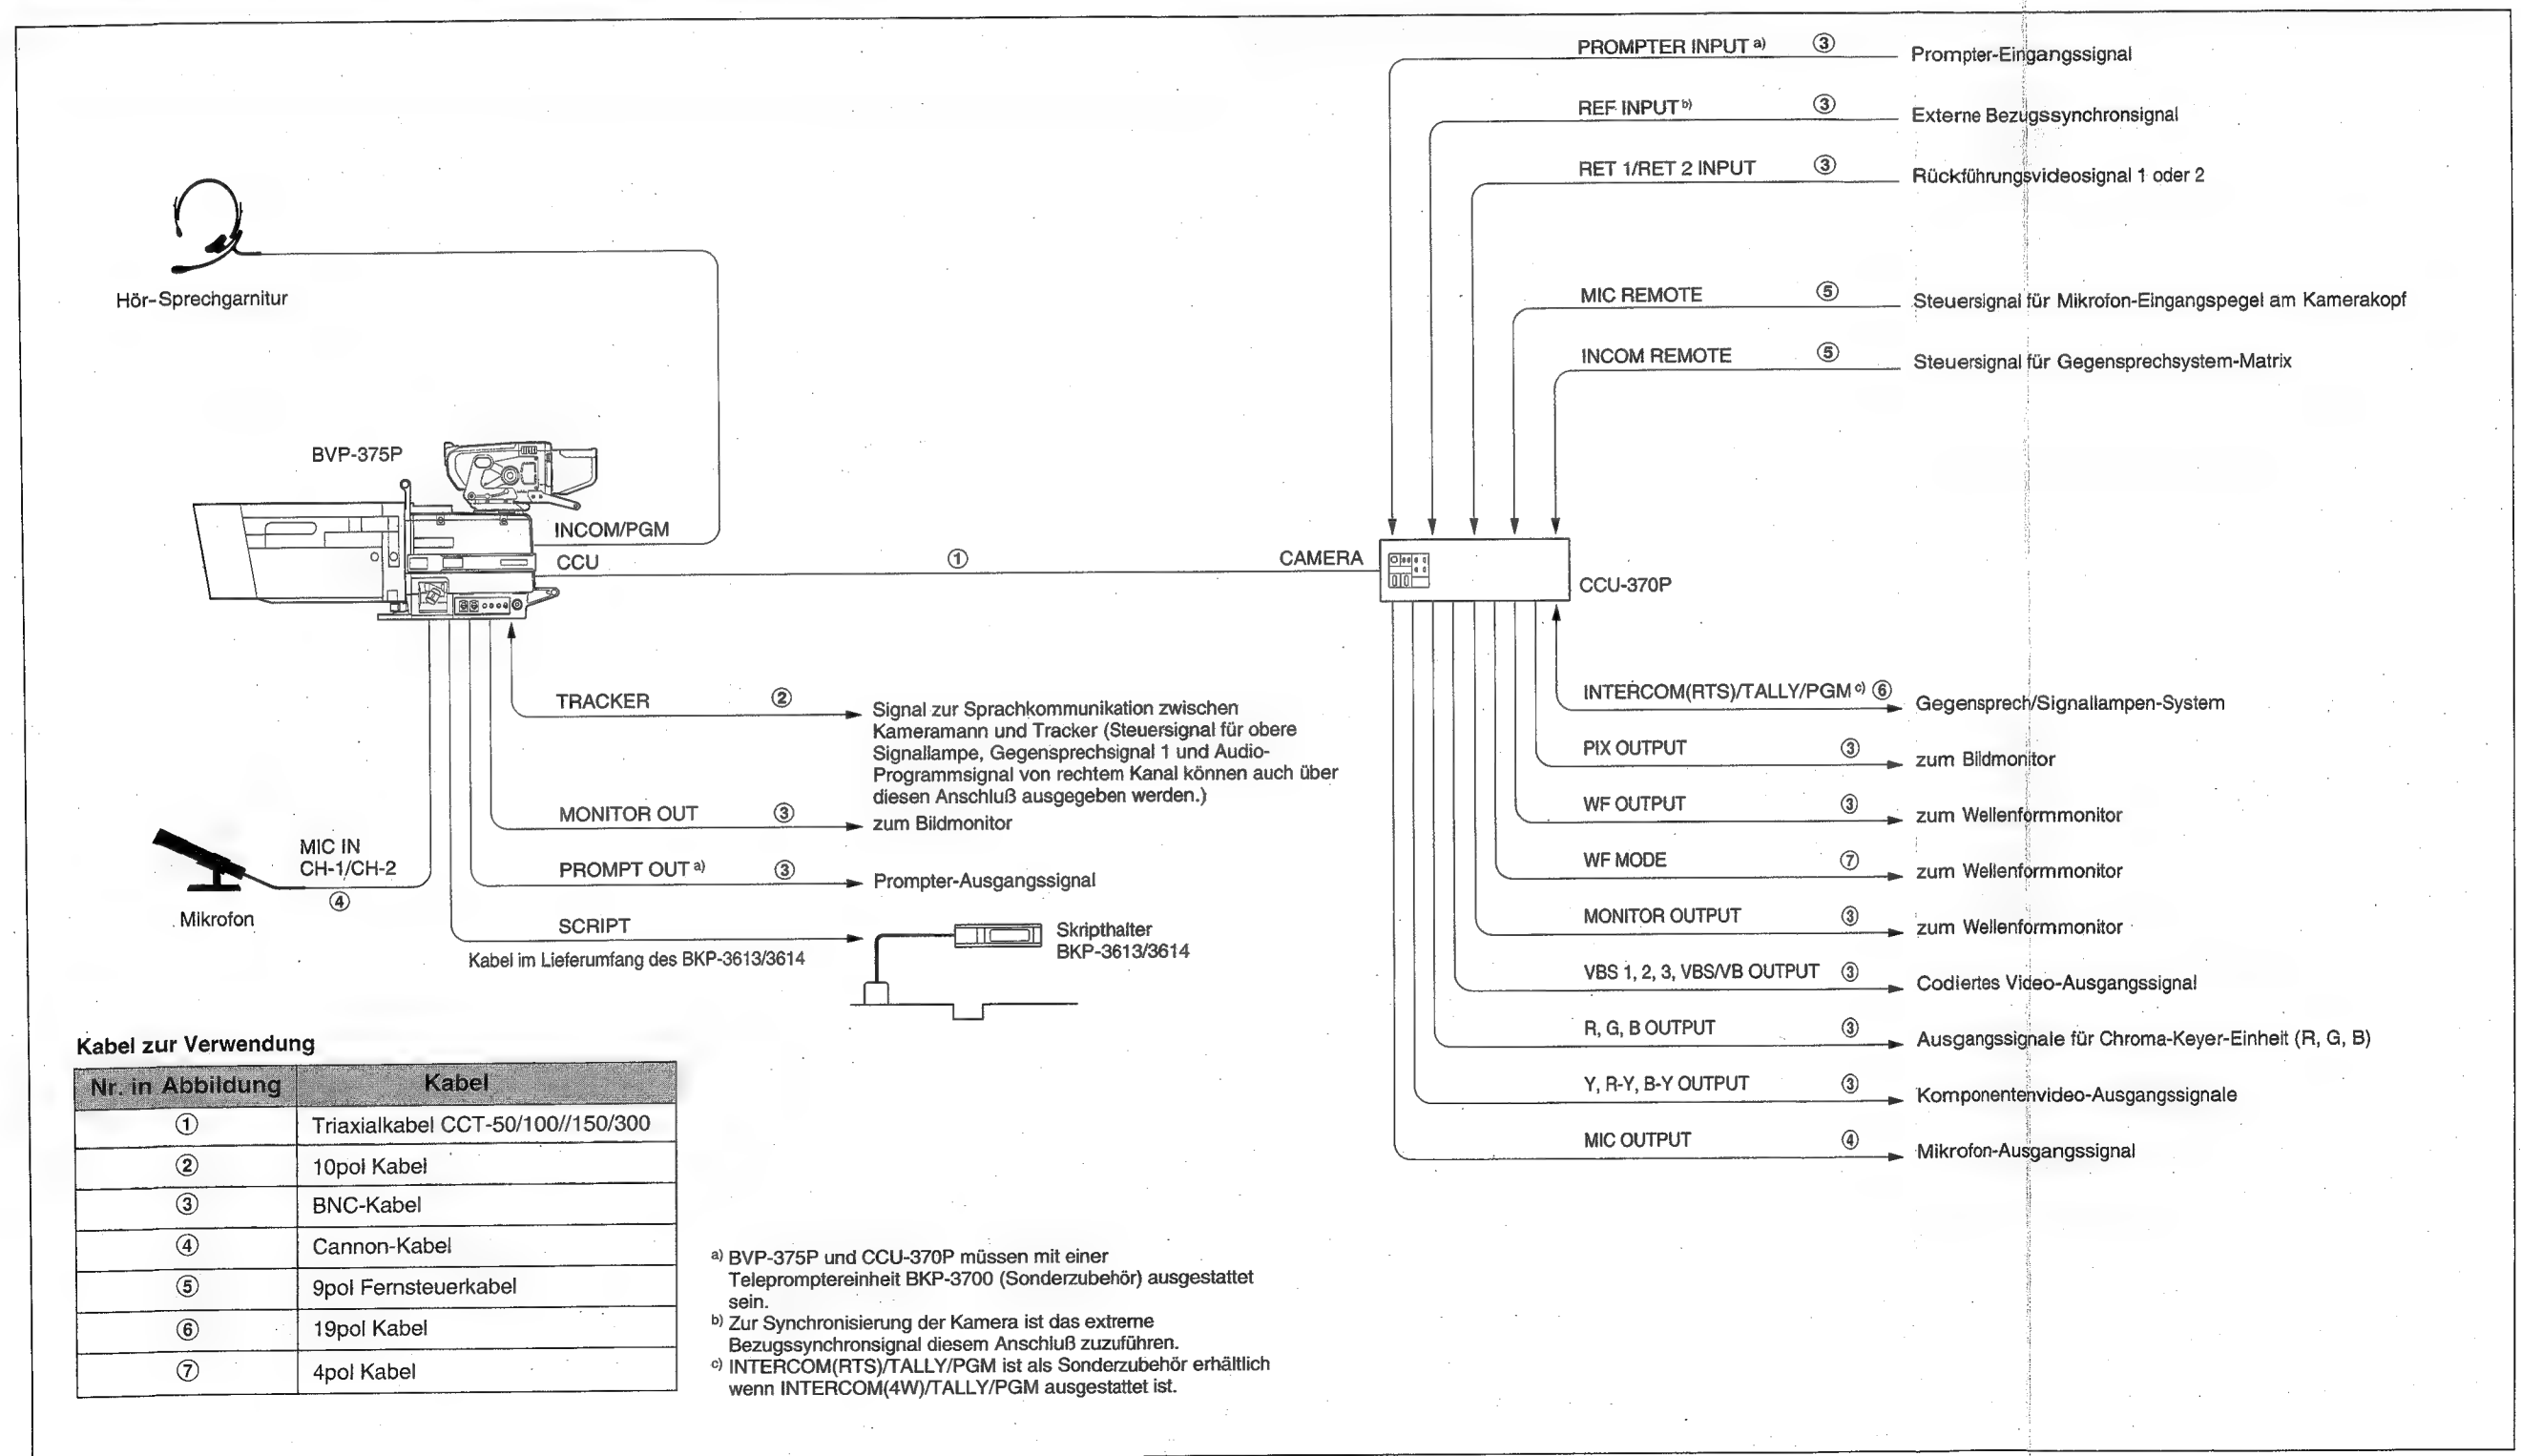 PROMPTER INPUT a) ③ Prompter-Eingangssignal
REF INPUT b) ③ Externe Bezugssynchronsignal
RET 1/RET 2 INPUT ③ Rückführungsvideosignal 1 oder 2
MIC REMOTE ⑤ Steuersignal für Mikrofon-Eingangspegel am Kamerakopf
INCOM REMOTE ⑤ Steuersignal für Gegensprechsystem-Matrix
Hör-Sprechgarnitur
BVP-375P
INCOM/PGM
CCU ① CAMERA
CCU-370P
TRACKER ② Signal zur Sprachkommunikation zwischen
Kameramann und Tracker (Steuersignal für obere
Signallampe, Gegensprechsignal 1 und Audio-
Programmsignal von rechtem Kanal können auch über
diesen Anschluß ausgegeben werden.)
MONITOR OUT ③ zum Bildmonitor
PROMPT OUT a) ③ Prompter-Ausgangssignal
SCRIPT
Kabel im Lieferumfang des BKP-3613/3614
Skripthalter
BKP-3613/3614
MIC IN
CH-1/CH-2
④
Mikrofon
INTERCOM(RTS)/TALLY/PGM c) ⑥ Gegensprech/Signallampen-System
PIX OUTPUT ③ zum Bildmonitor
WF OUTPUT ③ zum Wellenformmonitor
WF MODE ⑦ zum Wellenformmonitor
MONITOR OUTPUT ③ zum Wellenformmonitor
VBS 1, 2, 3, VBS/VB OUTPUT ③ Codiertes Video-Ausgangssignal
R, G, B OUTPUT ③ Ausgangssignale für Chroma-Keyer-Einheit (R, G, B)
Y, R-Y, B-Y OUTPUT ③ Komponentenvideo-Ausgangssignale
MIC OUTPUT ④ Mikrofon-Ausgangssignal
Kabel zur Verwendung
Nr. in Abbildung Kabel
① Triaxialkabel CCT-50/100//150/300
② 10pol Kabel
③ BNC-Kabel
④ Cannon-Kabel
⑤ 9pol Fernsteuerkabel
⑥ 19pol Kabel
⑦ 4pol Kabel
a) BVP-375P und CCU-370P müssen mit einer
Telepromptereinheit BKP-3700 (Sonderzubehör) ausgestattet
sein.
b) Zur Synchronisierung der Kamera ist das extreme
Bezugssynchronsignal diesem Anschluß zuzuführen.
c) INTERCOM(RTS)/TALLY/PGM ist als Sonderzubehör erhältlich
wenn INTERCOM(4W)/TALLY/PGM ausgestattet ist.